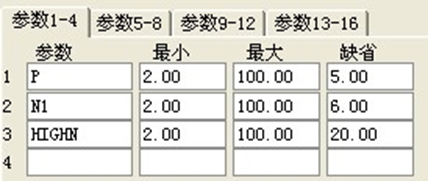 参数1-4 参数5-8 参数9-12 参数13-16
参数 最小 最大 缺省
1 P 2.00 100.00 5.00
2 N1 2.00 100.00 6.00
3 HIGHN 2.00 100.00 20.00
4